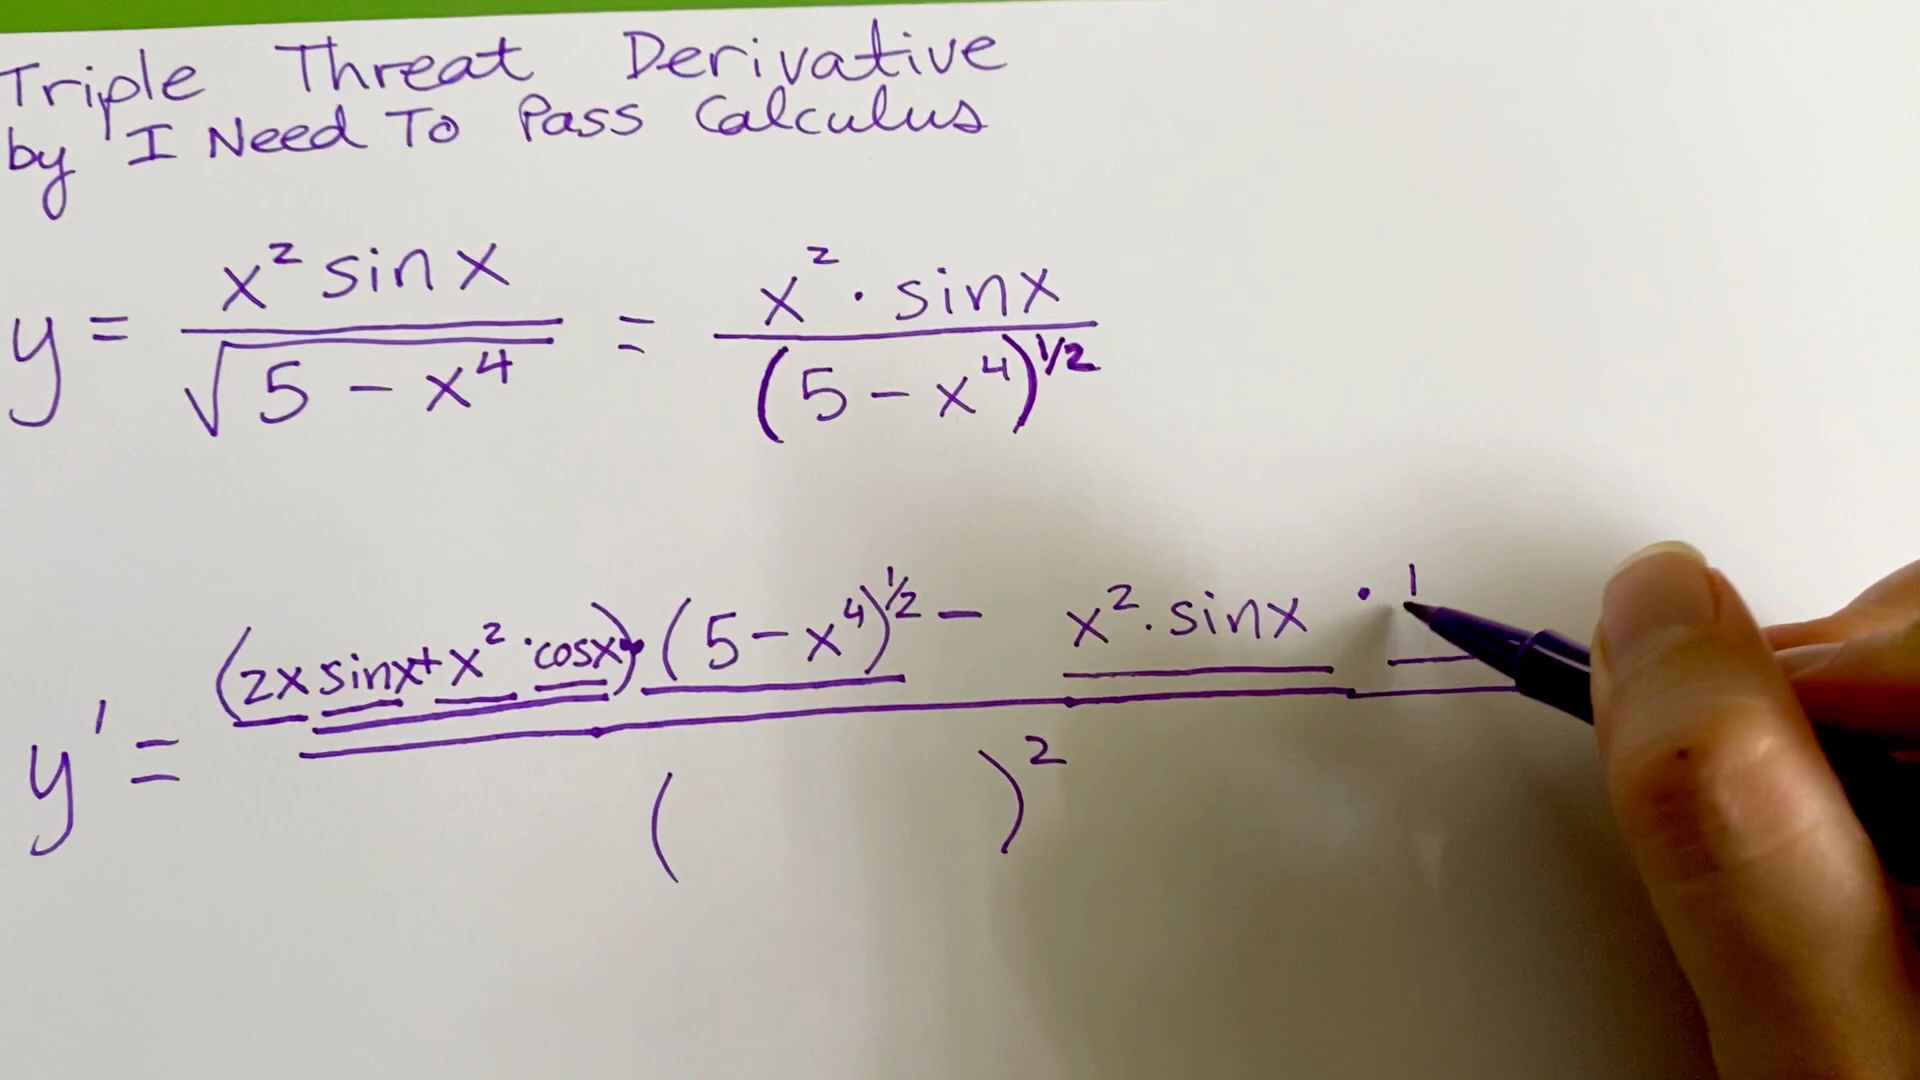 Triple Threat Derivative
by I Need To Pass Calculus
y = x² sin x / √(5 - x⁴) = x² · sin x / (5 - x⁴)^1/2
y' = (2x sinx + x² · cosx) · (5 - x⁴)^1/2 - x² · sinx · 1 / ( )²